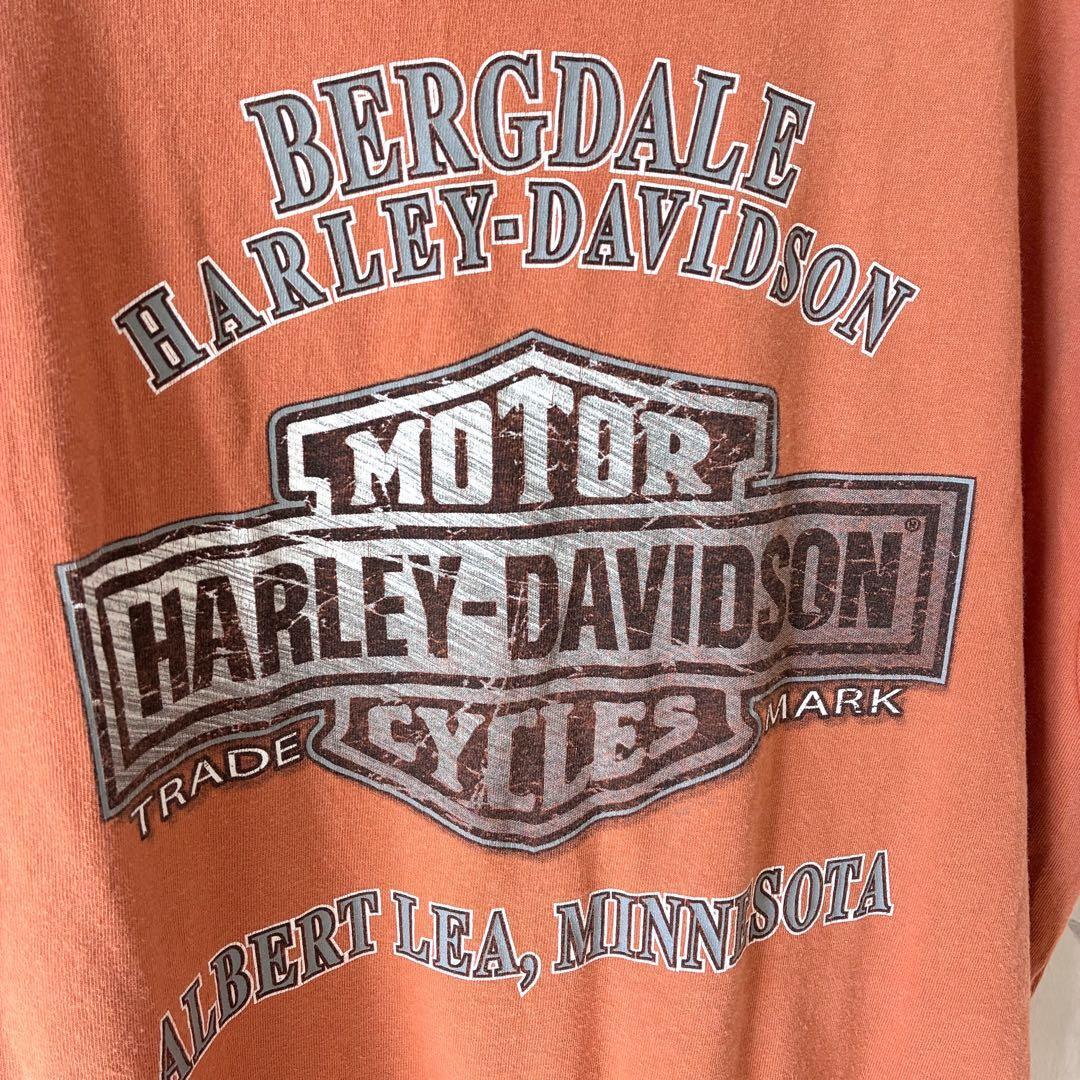 BERGDALE
HARLEY-DAVIDSON
MOTOR
HARLEY-DAVIDSON®
CYCLES
TRADE MARK
ALBERT LEA, MINNESOTA